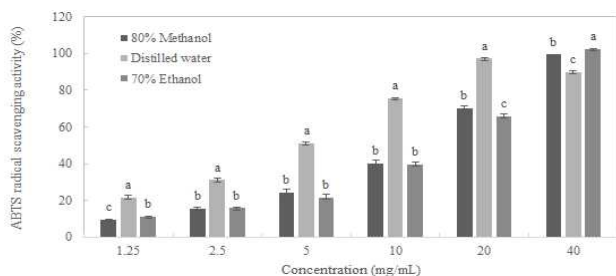 ABTS radical scavenging activity (%)
120
100
80
60
40
20
0
80% Methanol
Distilled water
70% Ethanol
c a b
b a b
b a b
b a b
b a c
b c a
1.25 2.5 5 10 20 40
Concentration (mg/mL)